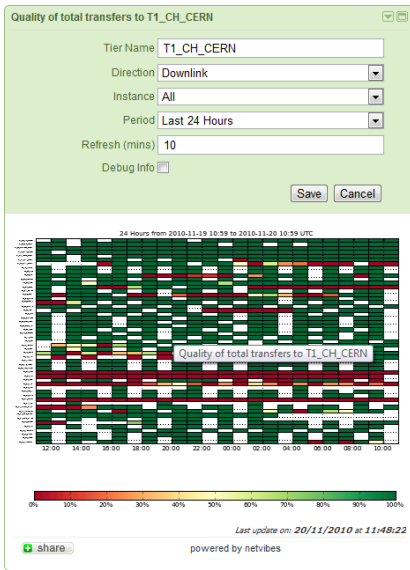 Quality of total transfers to T1_CH_CERN
Tier Name T1_CH_CERN
Direction Downlink
Instance All
Period Last 24 Hours
Refresh (mins) 10
Debug Info
Save Cancel
24 Hours from 2010-11-19 10:59 to 2010-11-20 10:59 UTC
Quality of total transfers to T1_CH_CERN
12:00 14:00 16:00 18:00 20:00 22:00 00:00 02:00 04:00 06:00 08:00 10:00
0% 10% 20% 30% 40% 50% 60% 70% 80% 90% 100%
Last update on: 20/11/2010 at 11:48:22
share powered by netvibes